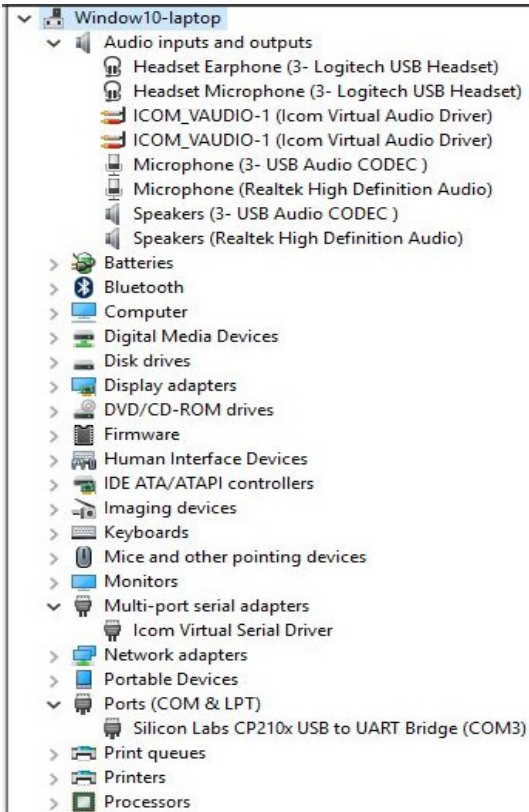 Window10-laptop
Audio inputs and outputs
Headset Earphone (3- Logitech USB Headset)
Headset Microphone (3- Logitech USB Headset)
ICOM_VAUDIO-1 (Icom Virtual Audio Driver)
ICOM_VAUDIO-1 (Icom Virtual Audio Driver)
Microphone (3- USB Audio CODEC )
Microphone (Realtek High Definition Audio)
Speakers (3- USB Audio CODEC )
Speakers (Realtek High Definition Audio)
Batteries
Bluetooth
Computer
Digital Media Devices
Disk drives
Display adapters
DVD/CD-ROM drives
Firmware
Human Interface Devices
IDE ATA/ATAPI controllers
Imaging devices
Keyboards
Mice and other pointing devices
Monitors
Multi-port serial adapters
Icom Virtual Serial Driver
Network adapters
Portable Devices
Ports (COM & LPT)
Silicon Labs CP210x USB to UART Bridge (COM3)
Print queues
Printers
Processors